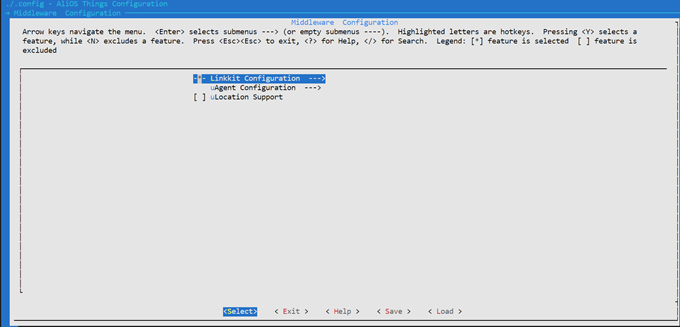 ./.config - AliOS Things Configuration
→ Middleware Configuration
Middleware Configuration
Arrow keys navigate the menu. <Enter> selects submenus ---> (or empty submenus ----). Highlighted letters are hotkeys. Pressing <Y> selects a
feature, while <N> excludes a feature. Press <Esc><Esc> to exit, <?> for Help, </> for Search. Legend: [*] feature is selected [ ] feature is
excluded
-*- Linkkit Configuration --->
uAgent Configuration --->
[ ] uLocation Support
<Select> < Exit > < Help > < Save > < Load >